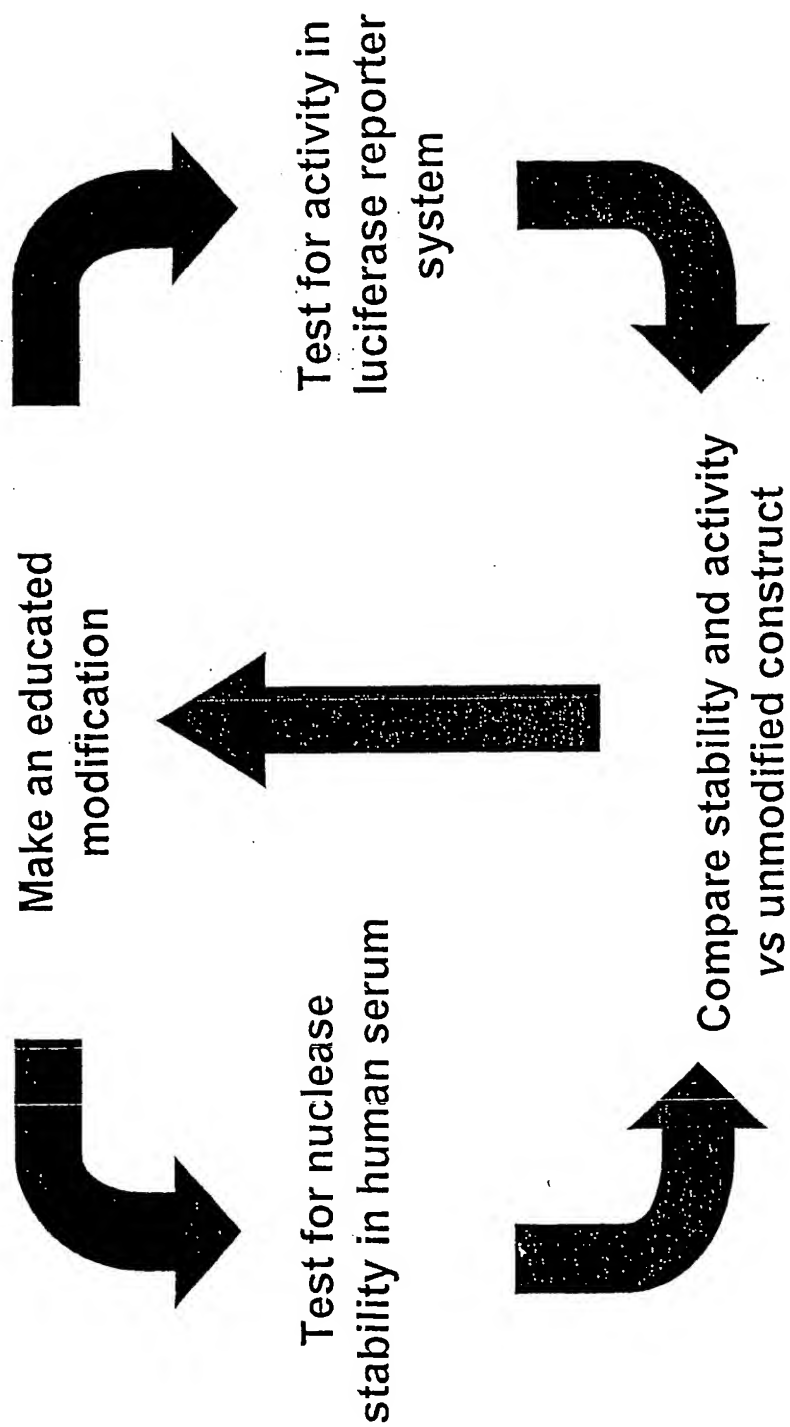 Make an educated
modification
Test for nuclease
stability in human serum
Test for activity in
luciferase reporter
system
Compare stability and activity
vs unmodified construct